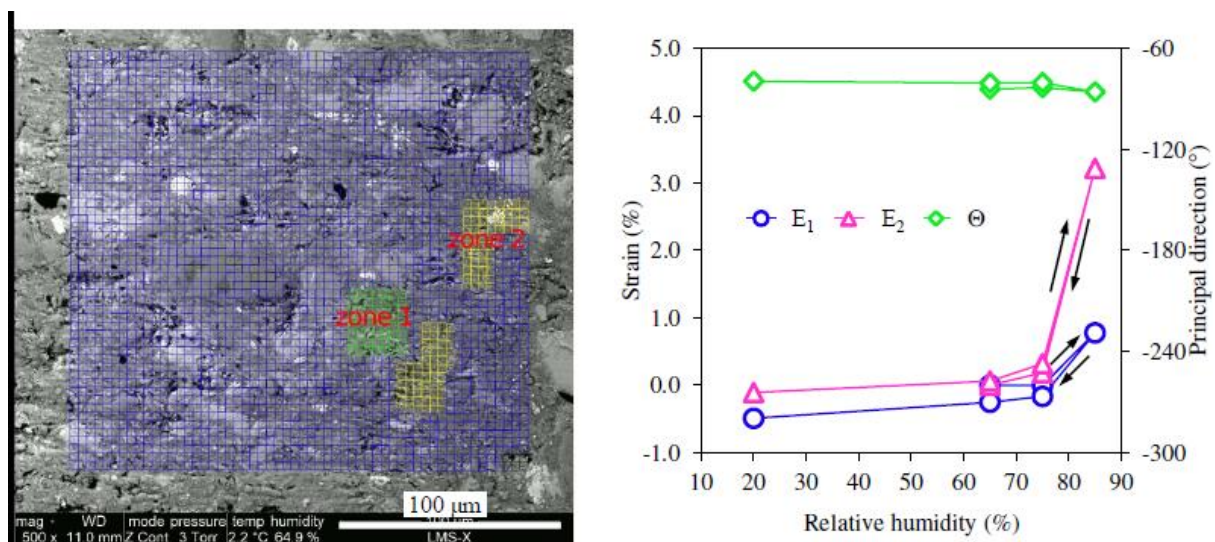 zone 2
zone 1
100 μm
mag WD mode pressure temp humidity
500 x 11.0 mm Z Cont 3 Torr 2.2 °C 64.9 % LMS-X
5.0
4.0
3.0
2.0
1.0
0.0
-1.0
Strain (%)
E1 E2 Θ
-60
-120
-180
-240
-300
Principal direction (°)
10 20 30 40 50 60 70 80 90
Relative humidity (%)